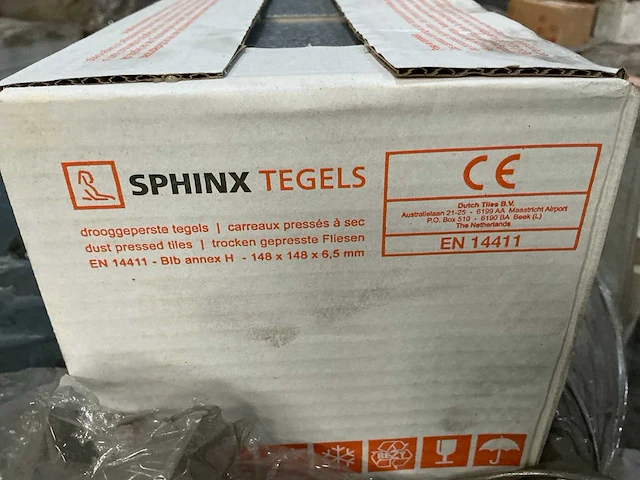 SPHINX TEGELS
drooggeperste tegels | carreaux pressés à sec
dust pressed tiles | trocken gepresste Fliesen
EN 14411 - BIb annex H - 148 x 148 x 6,5 mm
CE
Dutch Tiles B.V.
Australielaan 21-25 - 6199 AA Maastricht Airport
P.O. Box 510 - 6190 BA Beek (L)
The Netherlands
EN 14411
REZY